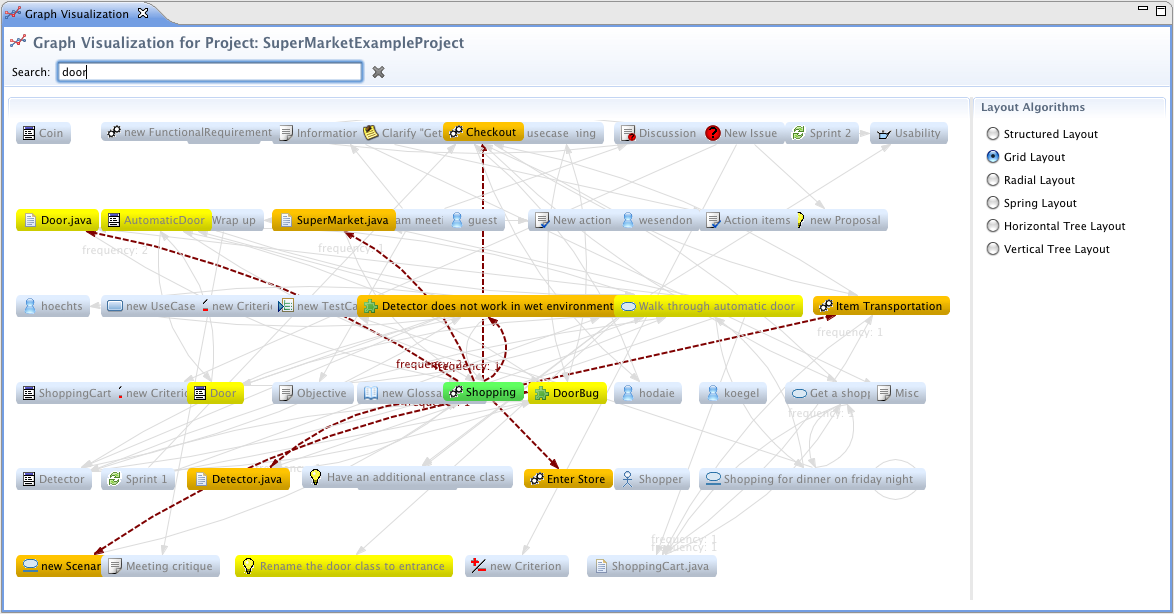 Graph Visualization
Graph Visualization for Project: SuperMarketExampleProject
Search: door
Layout Algorithms
Structured Layout
Grid Layout
Radial Layout
Spring Layout
Horizontal Tree Layout
Vertical Tree Layout
Coin
new FunctionalRequirement
Information
Clarify "Get
Checkout
usecase
Discussion
New Issue
Sprint 2
Usability
Door.java
AutomaticDoor
Wrap up
SuperMarket.java
guest
New action
wesendon
Action items
new Proposal
frequency: 2
frequency:
hoechts
new UseCase
new Criteri
new TestCa
Detector does not work in wet environment
Walk through automatic door
Item Transportation
frequency: 1
frequency:
ShoppingCart
new Criteri
Door
Objective
new Glossa
Shopping
DoorBug
hodaie
koegel
Get a shopp
Misc
frequency:
Detector
Sprint 1
Detector.java
Have an additional entrance class
Enter Store
Shopper
Shopping for dinner on friday night
frequency: 1
frequency: 1
new Scenar
Meeting critique
Rename the door class to entrance
new Criterion
ShoppingCart.java